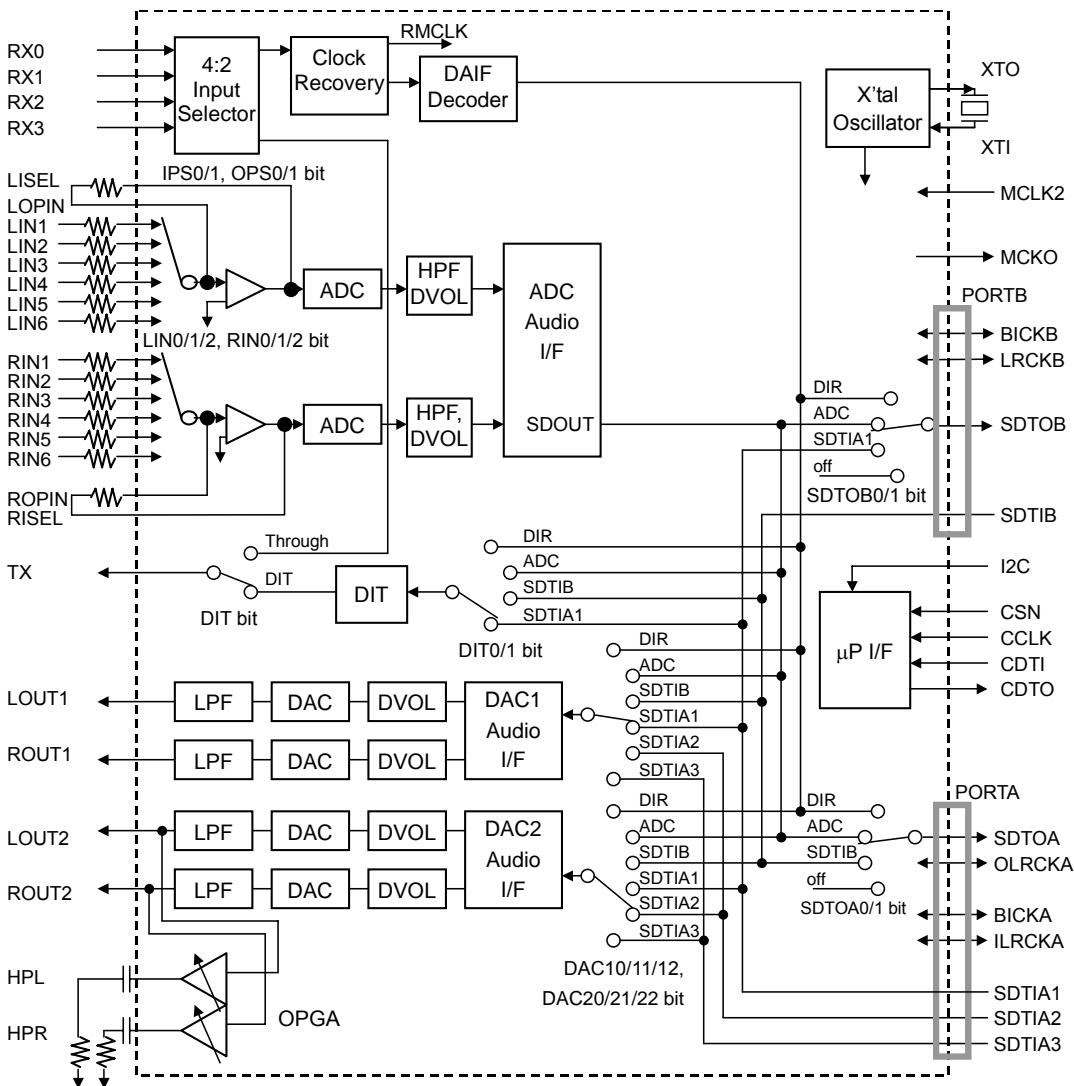 RX0
RX1
RX2
RX3
4:2
Input
Selector
Clock
Recovery
RMCLK
DAIF
Decoder
X'tal
Oscillator
XTO
XTI
MCLK2
MCKO
IPS0/1, OPS0/1 bit
LISEL
LOPIN
LIN1
LIN2
LIN3
LIN4
LIN5
LIN6
ADC
HPF
DVOL
ADC
Audio
I/F
SDOUT
LIN0/1/2, RIN0/1/2 bit
RIN1
RIN2
RIN3
RIN4
RIN5
RIN6
ADC
HPF,
DVOL
ROPIN
RISEL
PORTB
BICKB
LRCKB
SDTOB
SDTIB
DIR
ADC
SDTIA1
off
SDTOB0/1 bit
TX
Through
DIT
DIT bit
DIT
DIR
ADC
SDTIB
SDTIA1
DIT0/1 bit
I2C
CSN
CCLK
CDTI
CDTO
μP I/F
LOUT1
LPF
DAC
DVOL
DAC1
Audio
I/F
ROUT1
LPF
DAC
DVOL
DIR
ADC
SDTIB
SDTIA1
SDTIA2
SDTIA3
LOUT2
LPF
DAC
DVOL
DAC2
Audio
I/F
ROUT2
LPF
DAC
DVOL
DIR
ADC
SDTIB
SDTIA1
SDTIA2
SDTIA3
DAC10/11/12,
DAC20/21/22 bit
DIR
ADC
SDTIB
off
SDTOA0/1 bit
PORTA
SDTOA
OLRCKA
BICKA
ILRCKA
SDTIA1
SDTIA2
SDTIA3
HPL
HPR
OPGA